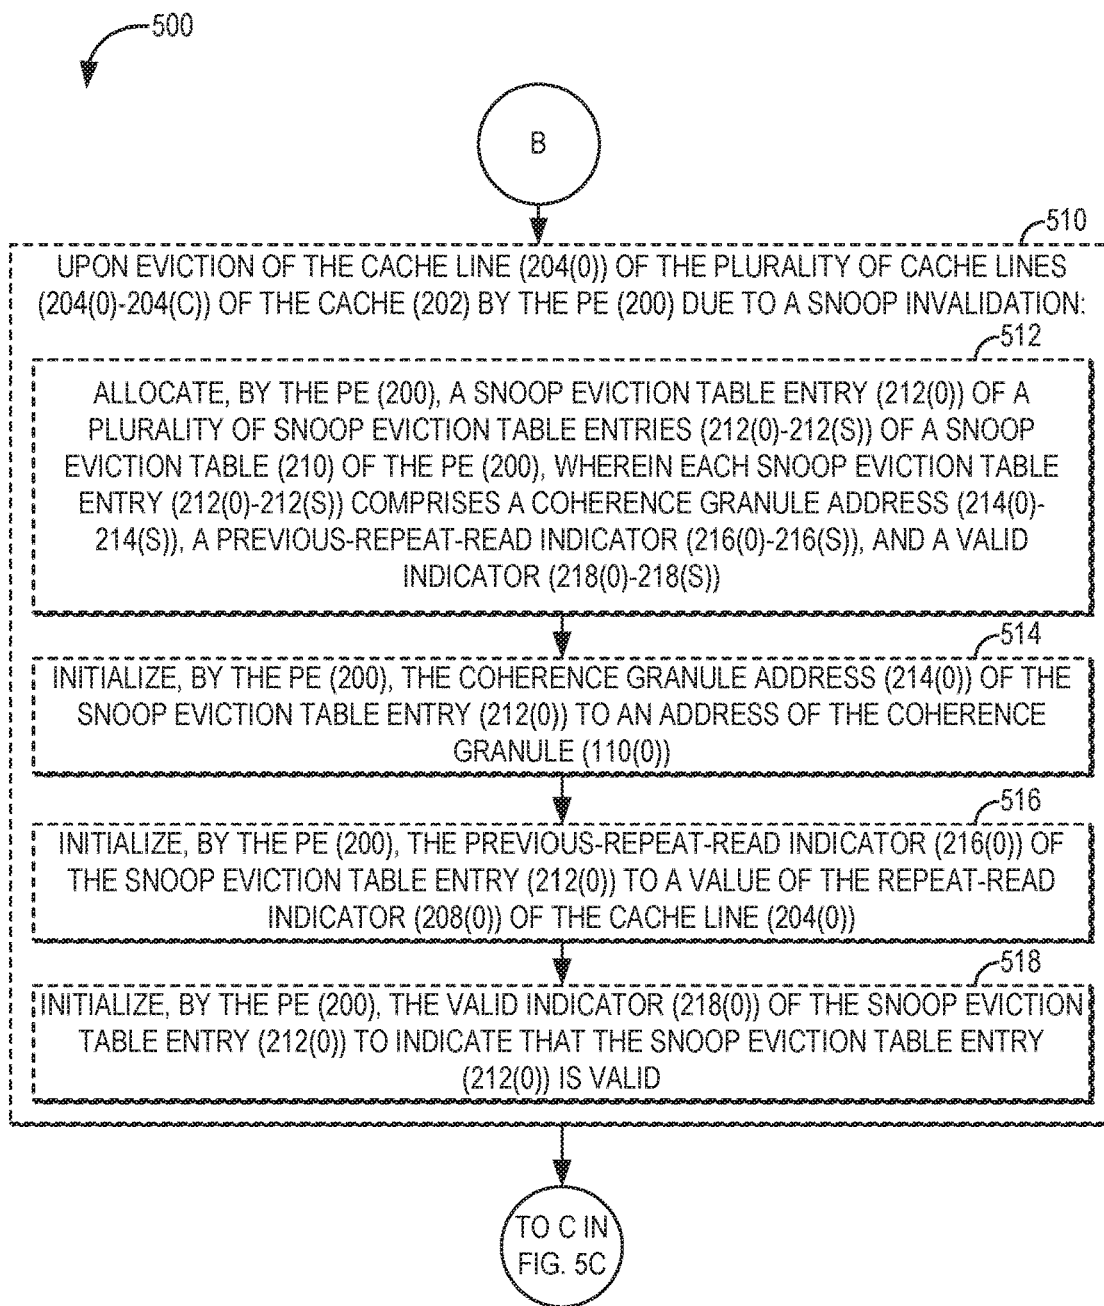 500
B
510
UPON EVICTION OF THE CACHE LINE (204(0)) OF THE PLURALITY OF CACHE LINES
(204(0)-204(C)) OF THE CACHE (202) BY THE PE (200) DUE TO A SNOOP INVALIDATION:
512
ALLOCATE, BY THE PE (200), A SNOOP EVICTION TABLE ENTRY (212(0)) OF A
PLURALITY OF SNOOP EVICTION TABLE ENTRIES (212(0)-212(S)) OF A SNOOP
EVICTION TABLE (210) OF THE PE (200), WHEREIN EACH SNOOP EVICTION TABLE
ENTRY (212(0)-212(S)) COMPRISES A COHERENCE GRANULE ADDRESS (214(0)-
214(S)), A PREVIOUS-REPEAT-READ INDICATOR (216(0)-216(S)), AND A VALID
INDICATOR (218(0)-218(S))
514
INITIALIZE, BY THE PE (200), THE COHERENCE GRANULE ADDRESS (214(0)) OF THE
SNOOP EVICTION TABLE ENTRY (212(0)) TO AN ADDRESS OF THE COHERENCE
GRANULE (110(0))
516
INITIALIZE, BY THE PE (200), THE PREVIOUS-REPEAT-READ INDICATOR (216(0)) OF
THE SNOOP EVICTION TABLE ENTRY (212(0)) TO A VALUE OF THE REPEAT-READ
INDICATOR (208(0)) OF THE CACHE LINE (204(0))
518
INITIALIZE, BY THE PE (200), THE VALID INDICATOR (218(0)) OF THE SNOOP EVICTION
TABLE ENTRY (212(0)) TO INDICATE THAT THE SNOOP EVICTION TABLE ENTRY
(212(0)) IS VALID
TO C IN
FIG. 5C